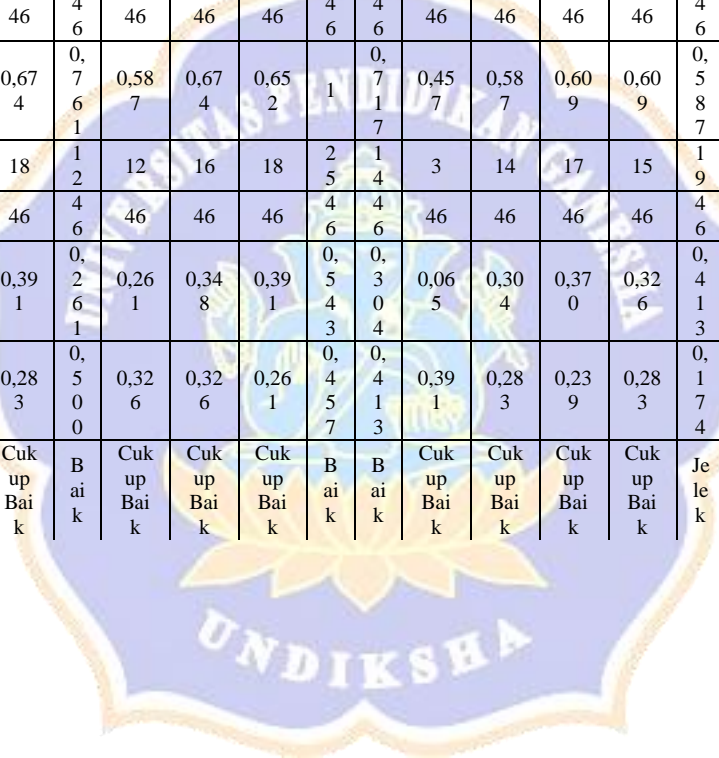 46 46 46 46 46 46 46 46 46 46 46 46 46
0,674 0,761 0,587 0,674 0,652 1 0,717 0,457 0,587 0,609 0,609 0,587
18 12 12 16 18 25 14 3 14 17 15 19
46 46 46 46 46 46 46 46 46 46 46 46
0,391 0,261 0,261 0,348 0,391 0,543 0,304 0,065 0,304 0,370 0,326 0,413
0,283 0,500 0,326 0,326 0,261 0,457 0,413 0,391 0,283 0,239 0,283 0,174
Cukup Baik Baik Cukup Baik Cukup Baik Cukup Baik Baik Baik Cukup Baik Cukup Baik Cukup Baik Cukup Baik Jelek
UNIVERSITAS PENDIDIKAN GANESHA
UNDIKSHA